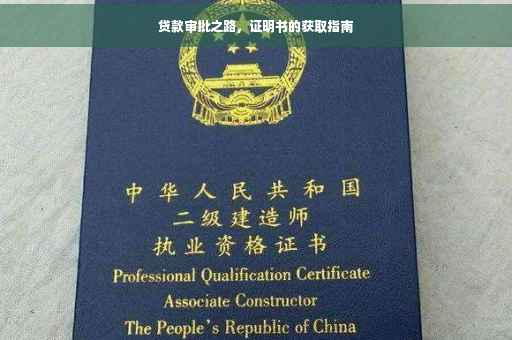 贷款审批之路，证明书的获取指南
中华人民共和国
二级建造师
执业资格证书
Professional Qualification Certificate
Associate Constructor
The People's Republic of China